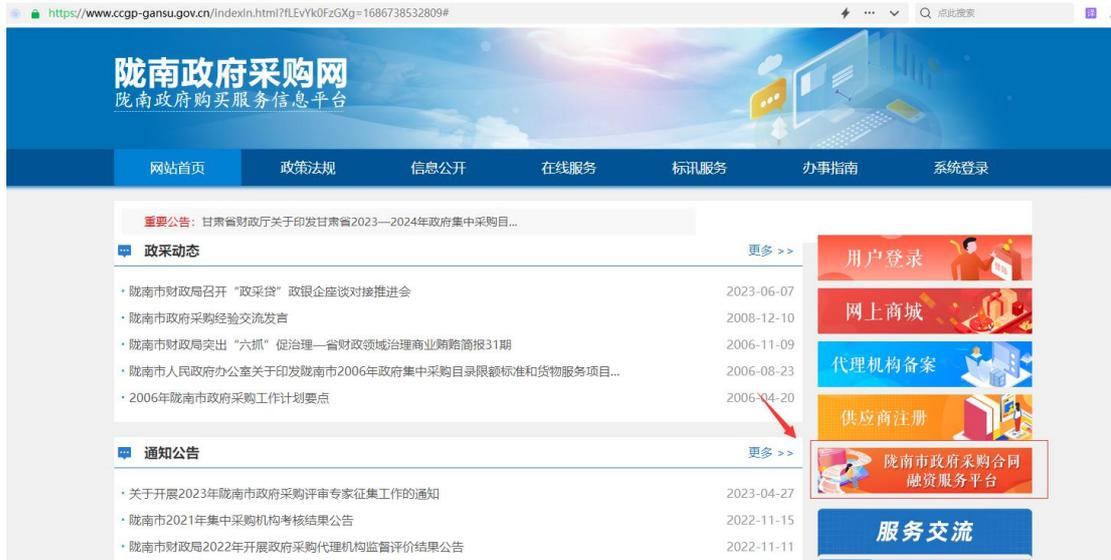 https://www.ccgp-gansu.gov.cn/indexln.html?fLEvYk0FzGXg=1686738532809#
点此搜索
译
陇南政府采购网
陇南政府购买服务信息平台
网站首页 政策法规 信息公开 在线服务 标讯服务 办事指南 系统登录
重要公告：甘肃省财政厅关于印发甘肃省2023—2024年政府集中采购目...
政采动态 更多 >>
陇南市财政局召开“政采贷”政银企座谈对接推进会 2023-06-07
陇南市政府采购经验交流发言 2008-12-10
陇南市财政局突出“六抓”促治理—省财政领域治理商业贿赂简报31期 2006-11-09
陇南市人民政府办公室关于印发陇南市2006年政府集中采购目录限额标准和货物服务项目... 2006-08-23
2006年陇南市政府采购工作计划要点 2006-04-20
用户登录
网上商城
代理机构备案
供应商注册
陇南市政府采购合同
融资服务平台
服务交流
通知公告 更多 >>
关于开展2023年陇南市政府采购评审专家征集工作的通知 2023-04-27
陇南市2021年集中采购机构考核结果公告 2022-11-15
陇南市财政局2022年开展政府采购代理机构监督评价结果公告 2022-11-11